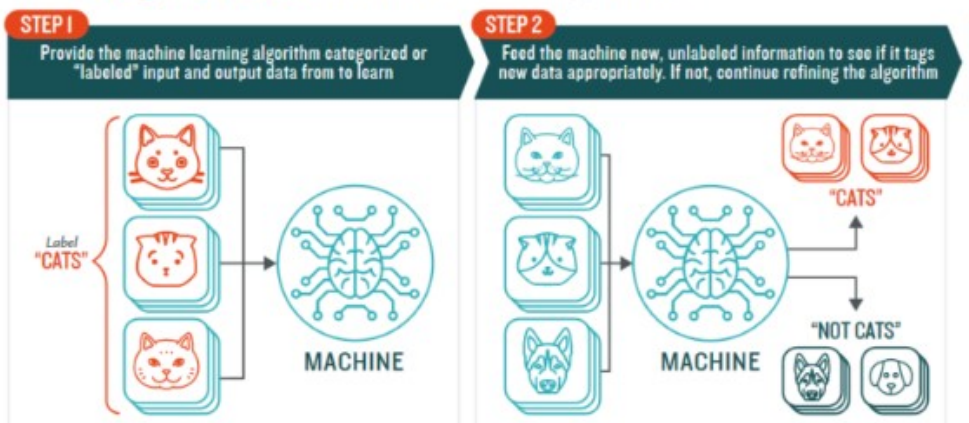 STEP 1
Provide the machine learning algorithm categorized or
"labeled" input and output data from to learn
Label
"CATS"
MACHINE
STEP 2
Feed the machine new, unlabeled information to see if it tags
new data appropriately. If not, continue refining the algorithm
MACHINE
"CATS"
"NOT CATS"